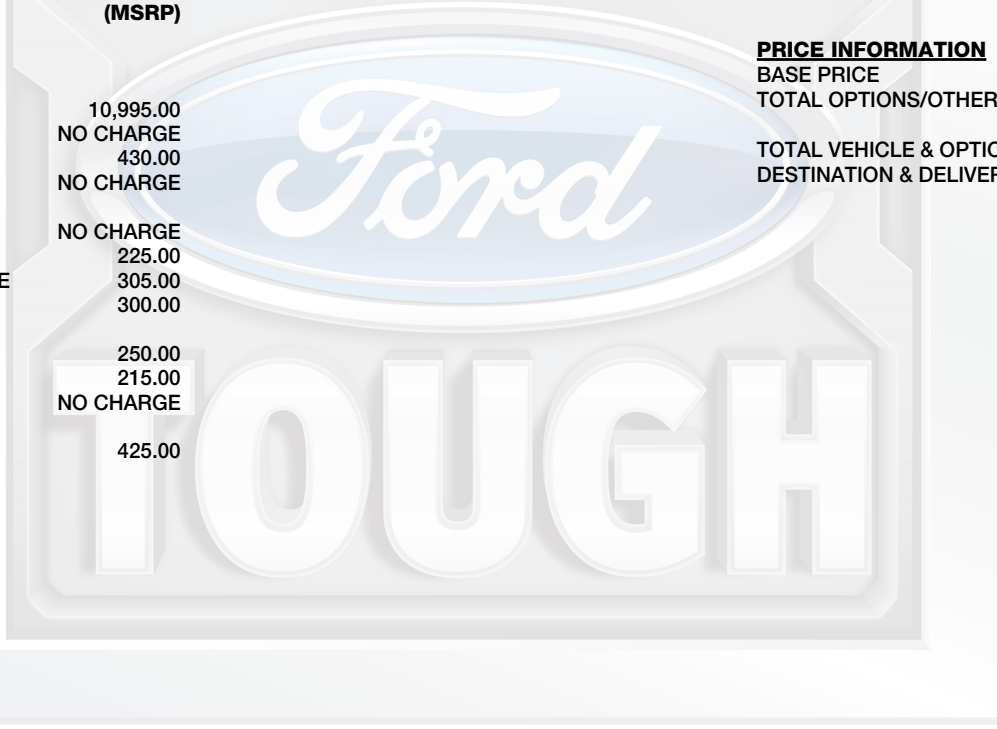 (MSRP)
10,995.00
NO CHARGE
430.00
NO CHARGE
NO CHARGE
225.00
305.00
300.00
250.00
215.00
NO CHARGE
425.00
PRICE INFORMATION
BASE PRICE
TOTAL OPTIONS/OTHER
TOTAL VEHICLE &
DESTINATION &
Ford
TOUGH